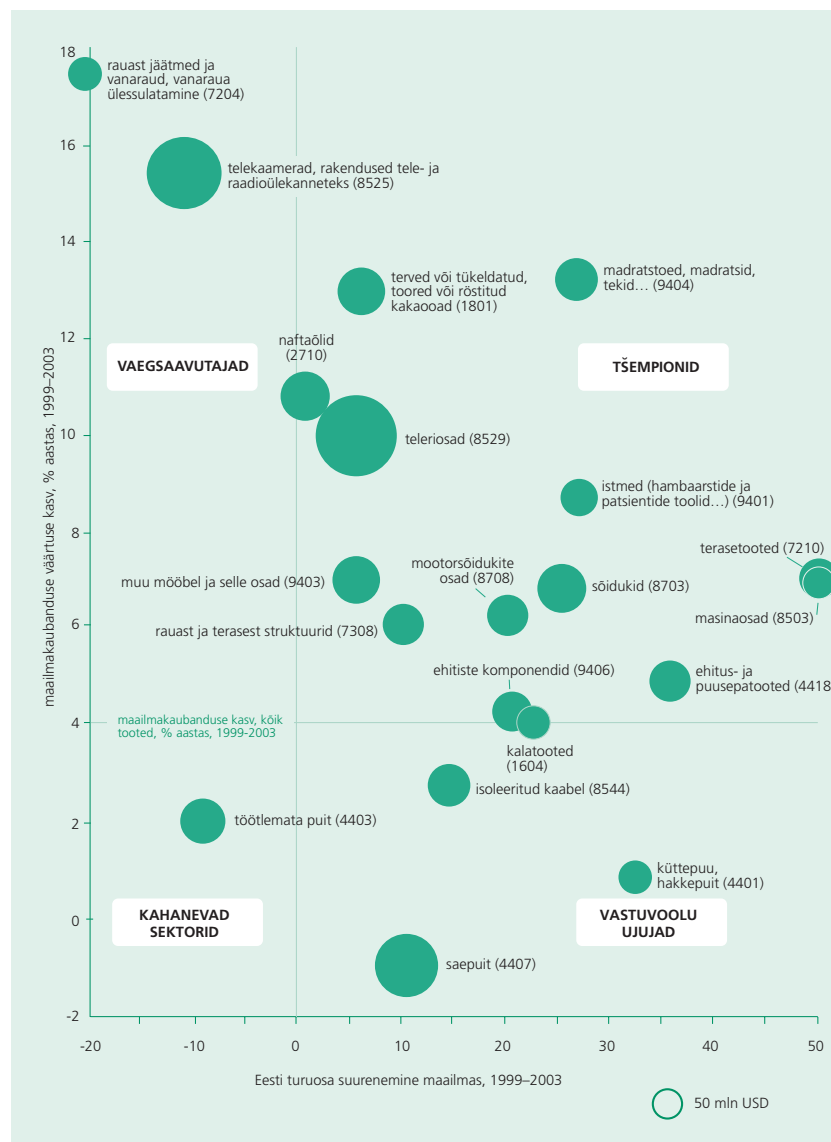 18
rauast jäätmed ja
vanaraud, vanaraua
ülessulatamine (7204)
16
telekaamerad, rakendused tele- ja
raadioülekanneteks (8525)
14
terved või tükeldatud,
toored või röstitud
kakaooad (1801)
madratstoed, madratsid,
tekid… (9404)
12
naftaõlid
(2710)
VAEGSAAVUTAJAD
TŠEMPIONID
10
teleriosad (8529)
istmed (hambaarstide ja
patsientide toolid…) (9401)
8
terasetooted (7210)
mootorsõidukite
osad (8708)
muu mööbel ja selle osad (9403)
sõidukid (8703)
masinaosad (8503)
6
rauast ja terasest struktuurid (7308)
ehitiste komponendid (9406)
ehitus- ja
puusepatooted (4418
4
maailmakaubanduse kasv, kõik
tooted, % aastas, 1999-2003
kalatooted
(1604)
isoleeritud kaabel (8544)
2
töötlemata puit (4403)
küttepuu,
hakkepuit (4401)
0
KAHANEVAD
SEKTORID
VASTUVOOLU
UJUJAD
saepuit (4407)
-2
-20 -10 0 10 20 30 40 50
maailmakaubanduse väärtuse kasv, % aastas, 1999–2003
Eesti turuosa suurenemine maailmas, 1999–2003
50 mln USD